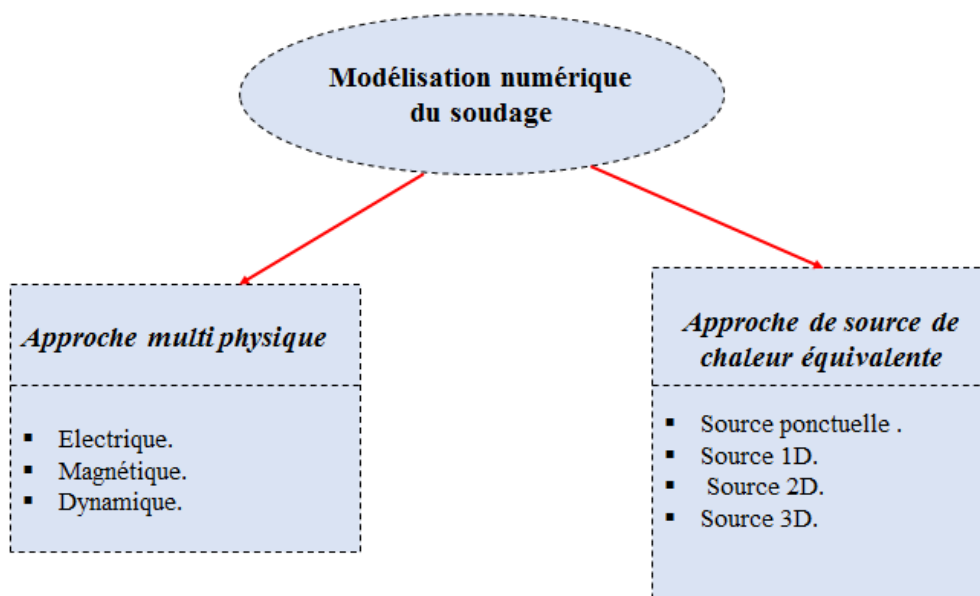 Modélisation numérique
du soudage
Approche multi physique
▪ Electrique.
▪ Magnétique.
▪ Dynamique.
Approche de source de
chaleur équivalente
▪ Source ponctuelle .
▪ Source 1D.
▪ Source 2D.
▪ Source 3D.